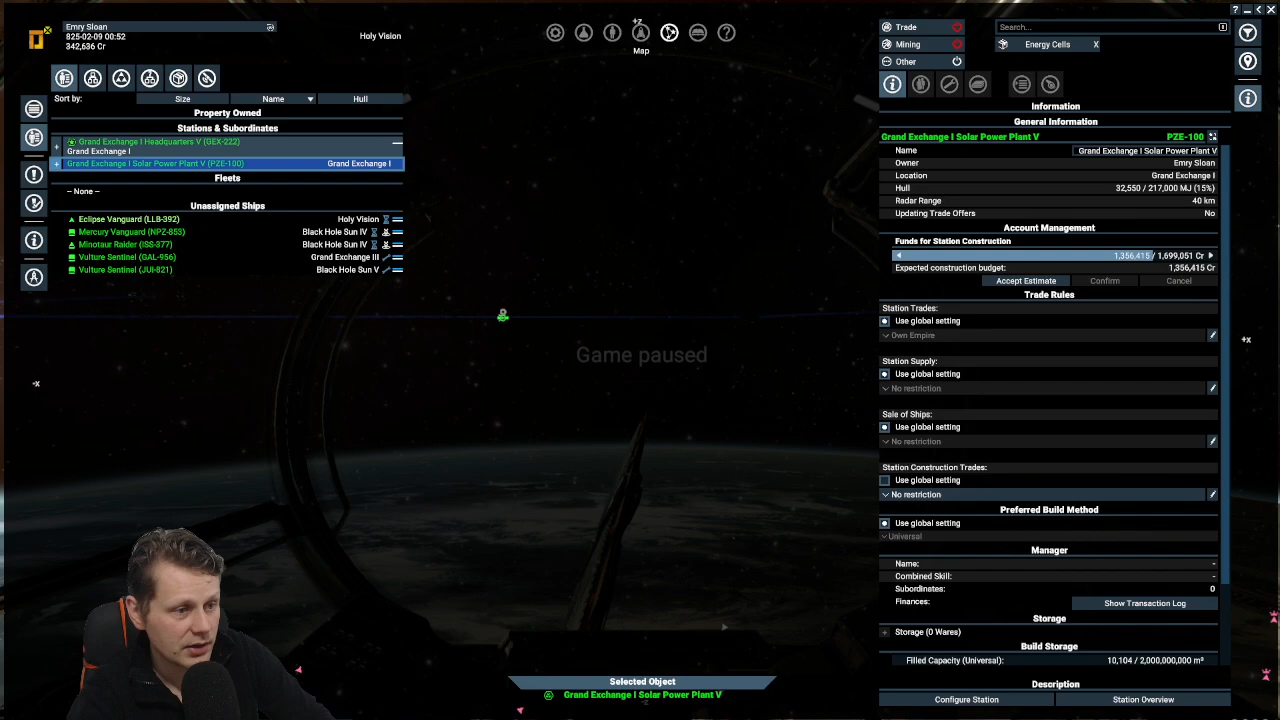 Emry Sloan
825-02-09 00:52
342,636 Cr
Holy Vision
+z
Map
Sort by:
Size
Name
Hull
Property Owned
Stations & Subordinates
+
Grand Exchange I Headquarters V (GEX-222)
Grand Exchange I
+
Grand Exchange I Solar Power Plant V (PZE-100)
Grand Exchange I
Fleets
-- None --
Unassigned Ships
Eclipse Vanguard (LLB-392)
Holy Vision
Mercury Vanguard (NPZ-853)
Black Hole Sun IV
Minotaur Raider (ISS-377)
Black Hole Sun IV
Vulture Sentinel (GAL-956)
Grand Exchange III
Vulture Sentinel (JUI-821)
Black Hole Sun V
Game paused
-x
+x
Selected Object
Grand Exchange I Solar Power Plant V
-z
Trade
Mining
Other
Search...
Energy Cells
X
Information
General Information
Grand Exchange I Solar Power Plant V
PZE-100
Name
Grand Exchange I Solar Power Plant V
Owner
Emry Sloan
Location
Grand Exchange I
Hull
32,550 / 217,000 MJ (15%)
Radar Range
40 km
Updating Trade Offers
No
Account Management
Funds for Station Construction
1,356,415 / 1,699,051 Cr
Expected construction budget:
1,356,415 Cr
Accept Estimate
Confirm
Cancel
Trade Rules
Station Trades:
Use global setting
Own Empire
Station Supply:
Use global setting
No restriction
Sale of Ships:
Use global setting
No restriction
Station Construction Trades:
Use global setting
No restriction
Preferred Build Method
Use global setting
Universal
Manager
Name:
-
Combined Skill:
-
Subordinates:
0
Finances:
Show Transaction Log
Storage
+
Storage (0 Wares)
Build Storage
Filled Capacity (Universal):
10,104 / 2,000,000,000 m³
Description
Configure Station
Station Overview